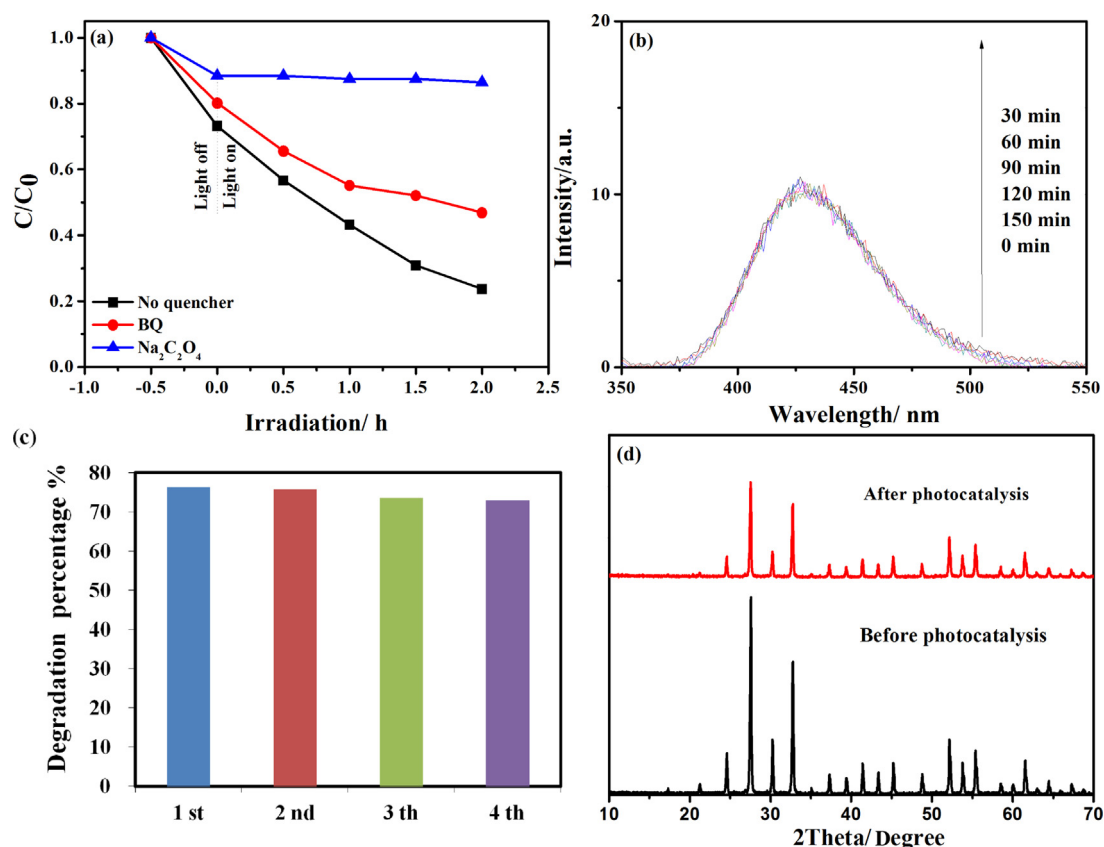 (a)
1.0
0.8
0.6
0.4
0.2
0.0
C/C0
Light off
Light on
No quencher
BQ
Na2C2O4
-1.0 -0.5 0.0 0.5 1.0 1.5 2.0 2.5
Irradiation/ h
(b)
20
10
0
Intensity/a.u.
30 min
60 min
90 min
120 min
150 min
0 min
350 400 450 500 550
Wavelength/ nm
(c)
80
70
60
50
40
30
20
10
0
Degradation percentage %
1 st 2 nd 3 th 4 th
(d)
After photocatalysis
Before photocatalysis
10 20 30 40 50 60 70
2Theta/ Degree